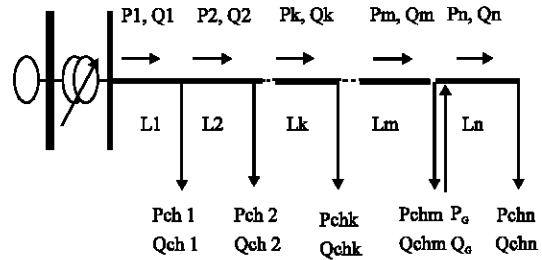 P1, Q1 P2, Q2 Pk, Qk Pm, Qm Pn, Qn
L1 L2 Lk Lm Ln
Pch 1 Pch 2 Pchk Pchm PG Pchn
Qch 1 Qch 2 Qchk Qchm QG Qchn